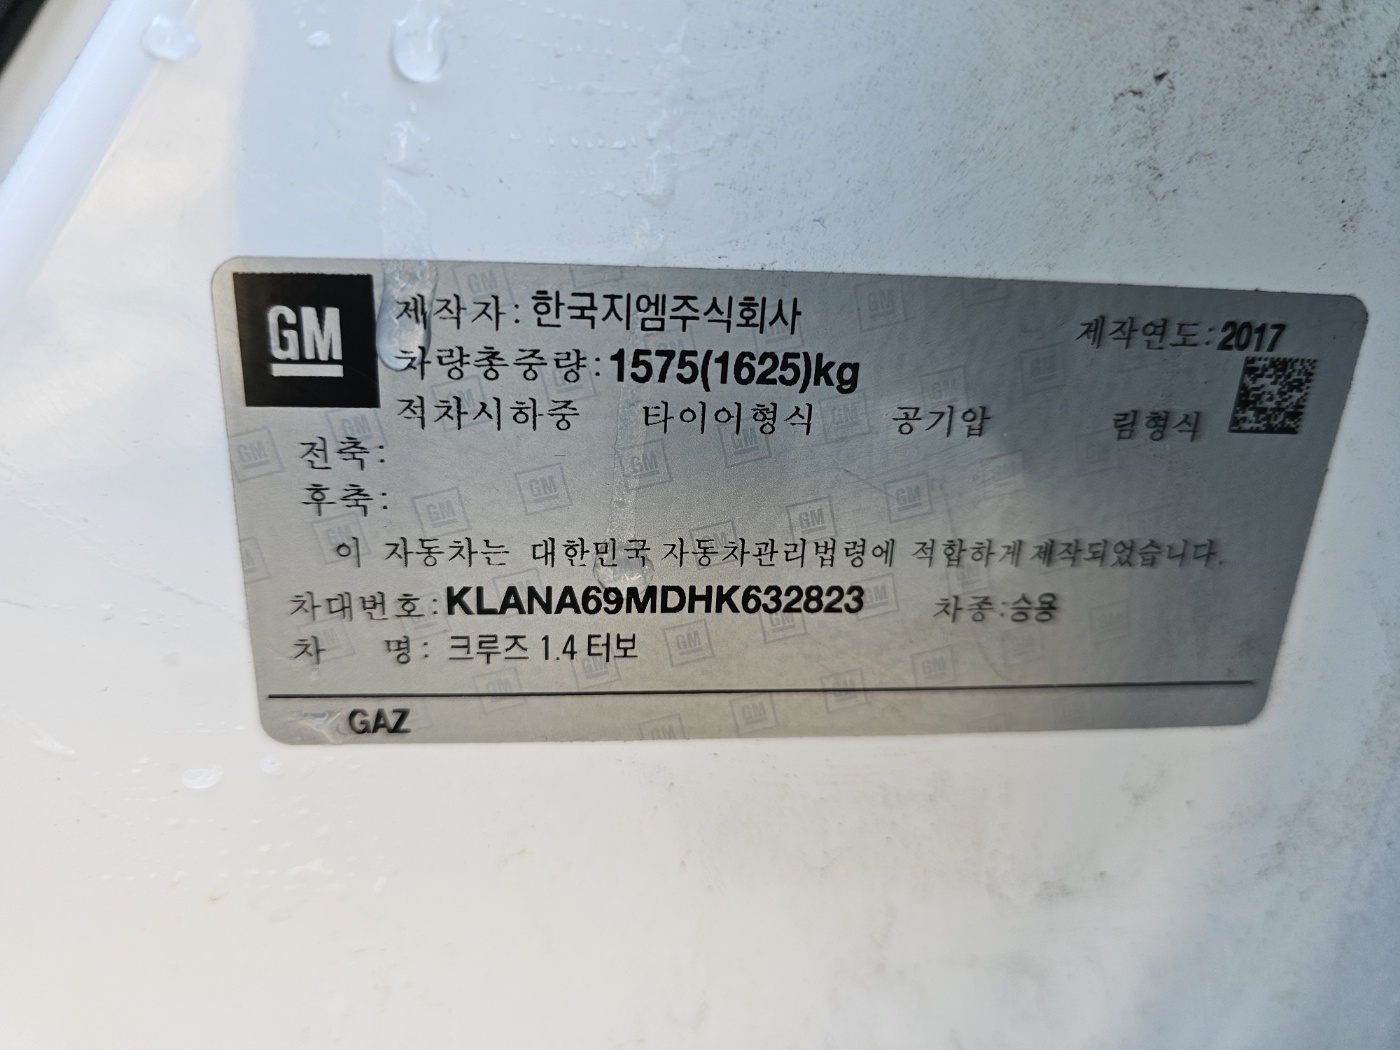 GM
제작자: 한국지엠주식회사
제작연도: 2017
차량총중량: 1575(1625)kg
적차시하중 타이어형식 공기압 림형식
전축:
후축:
이 자동차는 대한민국 자동차관리법령에 적합하게 제작되었습니다.
차대번호: KLANA69MDHK632823 차종:승용
차 명: 크루즈 1.4 터보
GAZ